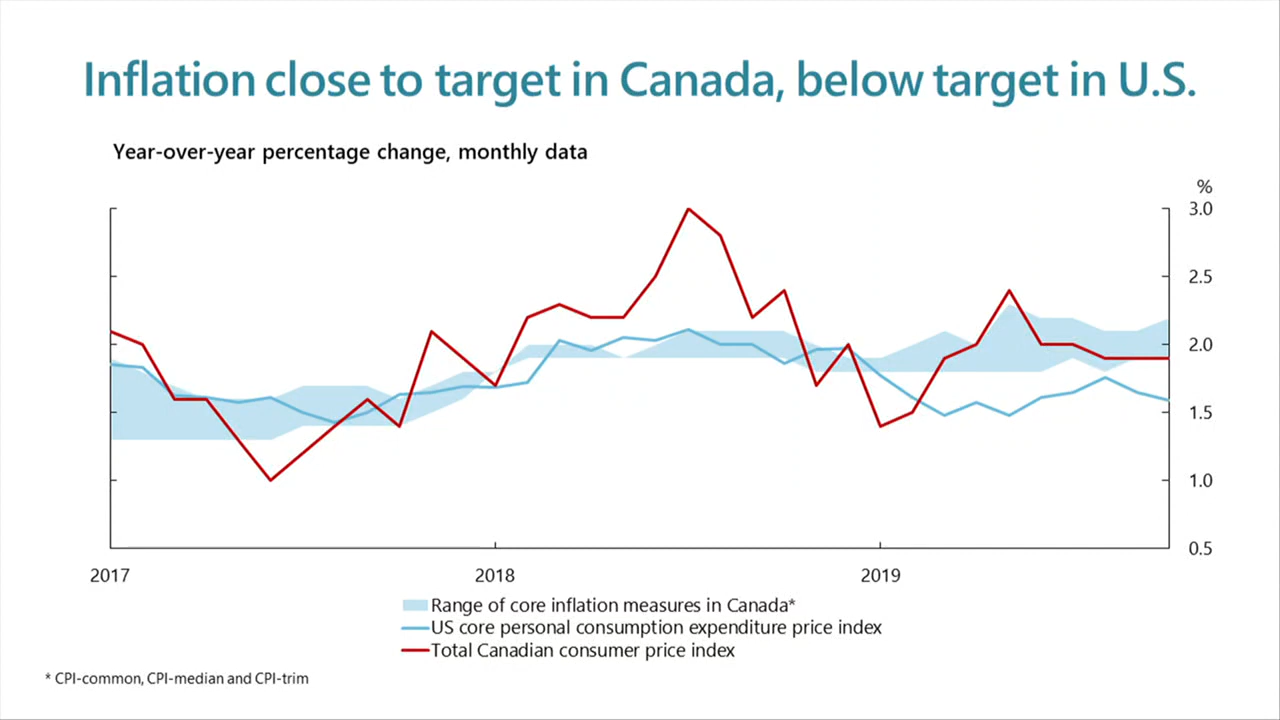 Inflation close to target in Canada, below target in U.S.
Year-over-year percentage change, monthly data
%
3.0
2.5
2.0
1.5
1.0
0.5
2017 2018 2019
Range of core inflation measures in Canada*
US core personal consumption expenditure price index
Total Canadian consumer price index
* CPI-common, CPI-median and CPI-trim